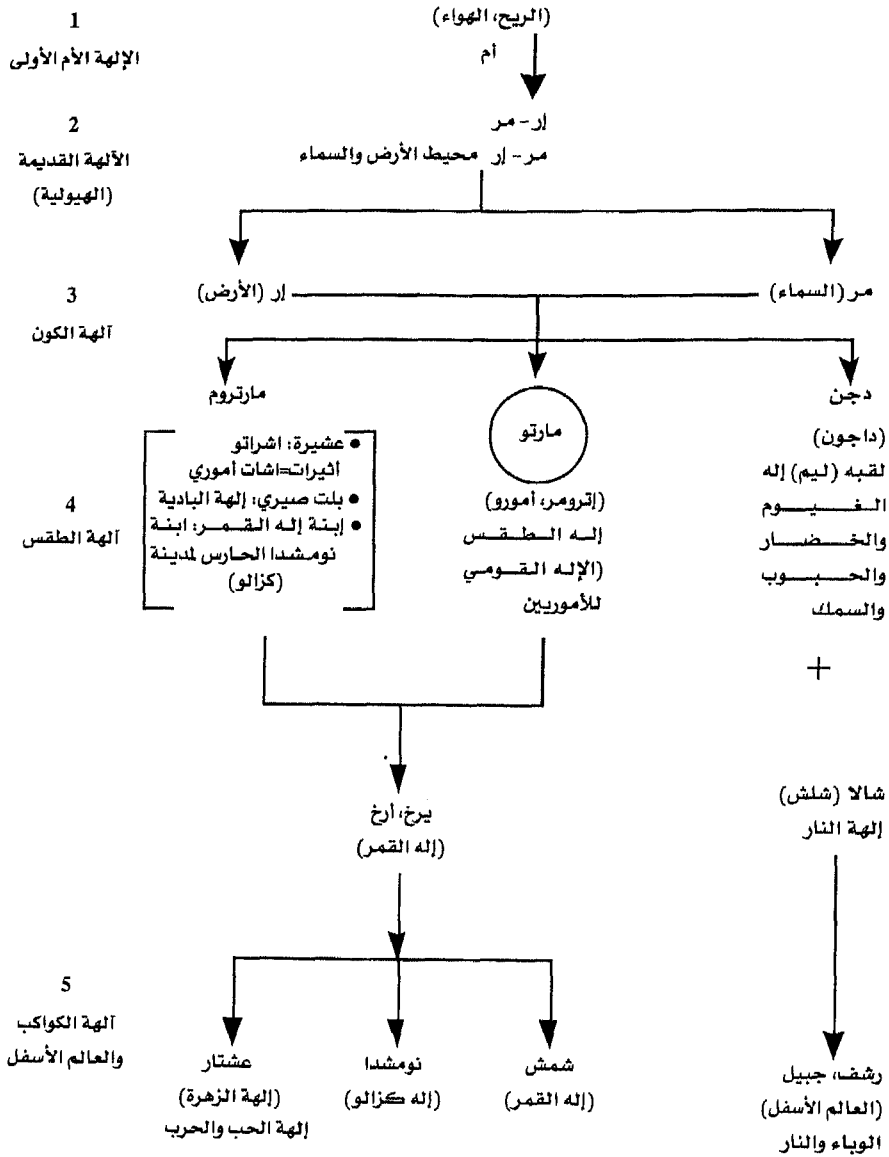 1
الإلهة الأم الأولى
(الريح، الهواء)
أم
2
الآلهة القديمة
(الهيولية)
إر - مر
مر - إر محيط الأرض والسماء
3
آلهة الكون
مر (السماء)
إر (الأرض)
4
آلهة الطقس
دجن
(داجون)
لقبه (ليم) إله
الغيوم
والخضار
والحبوب
والسمك
+
شالا (شلش)
إلهة النار
مارتو
(إترومر، أمورو)
إله الطقس
(الإله القومي
للأموريين
مارتروم
• عشيرة: اشراتو
أثيرات=اشات أموري
• بلت صيري: إلهة البادية
• إبنة إله القمر: ابنة
نومشدا الحارس لمدينة
(كزالو)
يرخ، أرخ
(إله القمر)
5
آلهة الكواكب
والعالم الأسفل
رشف، جبيل
(العالم الأسفل)
الوباء والنار
شمش
(إله القمر)
نومشدا
(إله كزالو)
عشتار
(إلهة الزهرة)
إلهة الحب والحرب